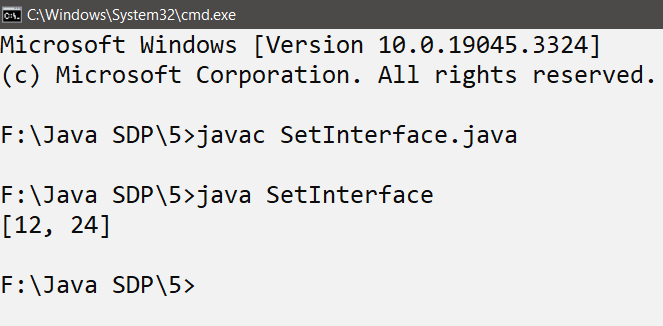 C:\Windows\System32\cmd.exe
Microsoft Windows [Version 10.0.19045.3324]
(c) Microsoft Corporation. All rights reserved.
F:\Java SDP\5>javac SetInterface.java
F:\Java SDP\5>java SetInterface
[12, 24]
F:\Java SDP\5>